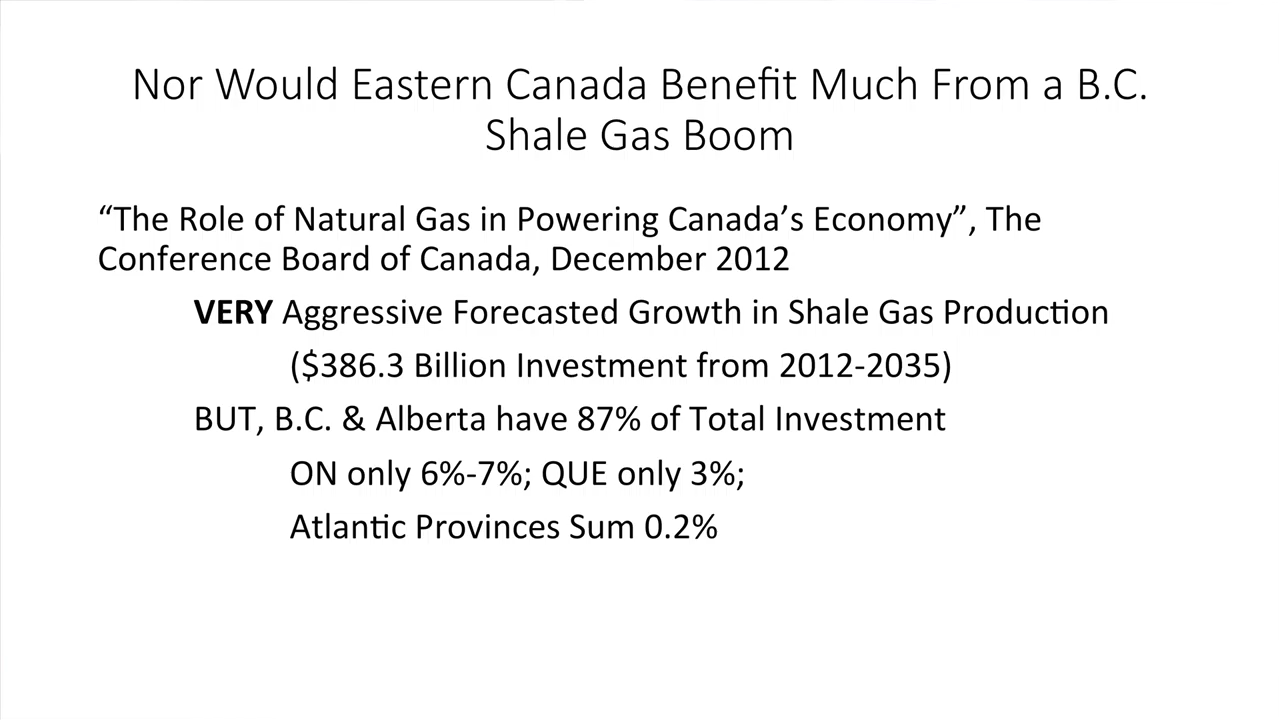 Nor Would Eastern Canada Benefit Much From a B.C.
Shale Gas Boom
“The Role of Natural Gas in Powering Canada’s Economy”, The
Conference Board of Canada, December 2012
VERY Aggressive Forecasted Growth in Shale Gas Production
($386.3 Billion Investment from 2012-2035)
BUT, B.C. & Alberta have 87% of Total Investment
ON only 6%-7%; QUE only 3%;
Atlantic Provinces Sum 0.2%